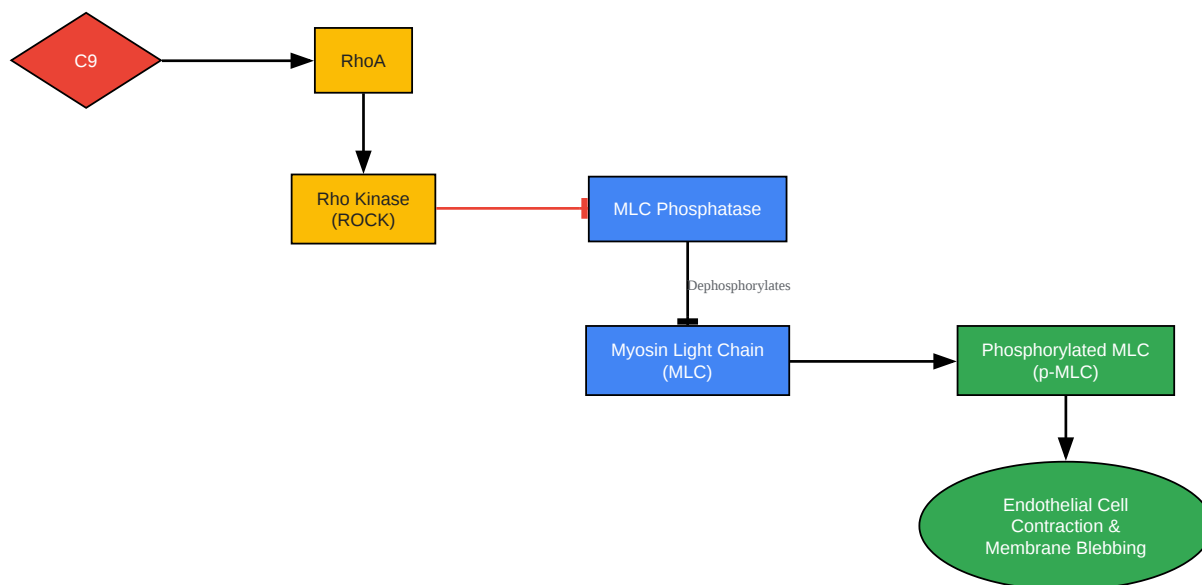 C9
RhoA
Rho Kinase
(ROCK)
MLC Phosphatase
Dephosphorylates
Myosin Light Chain
(MLC)
Phosphorylated MLC
(p-MLC)
Endothelial Cell
Contraction &
Membrane Blebbing